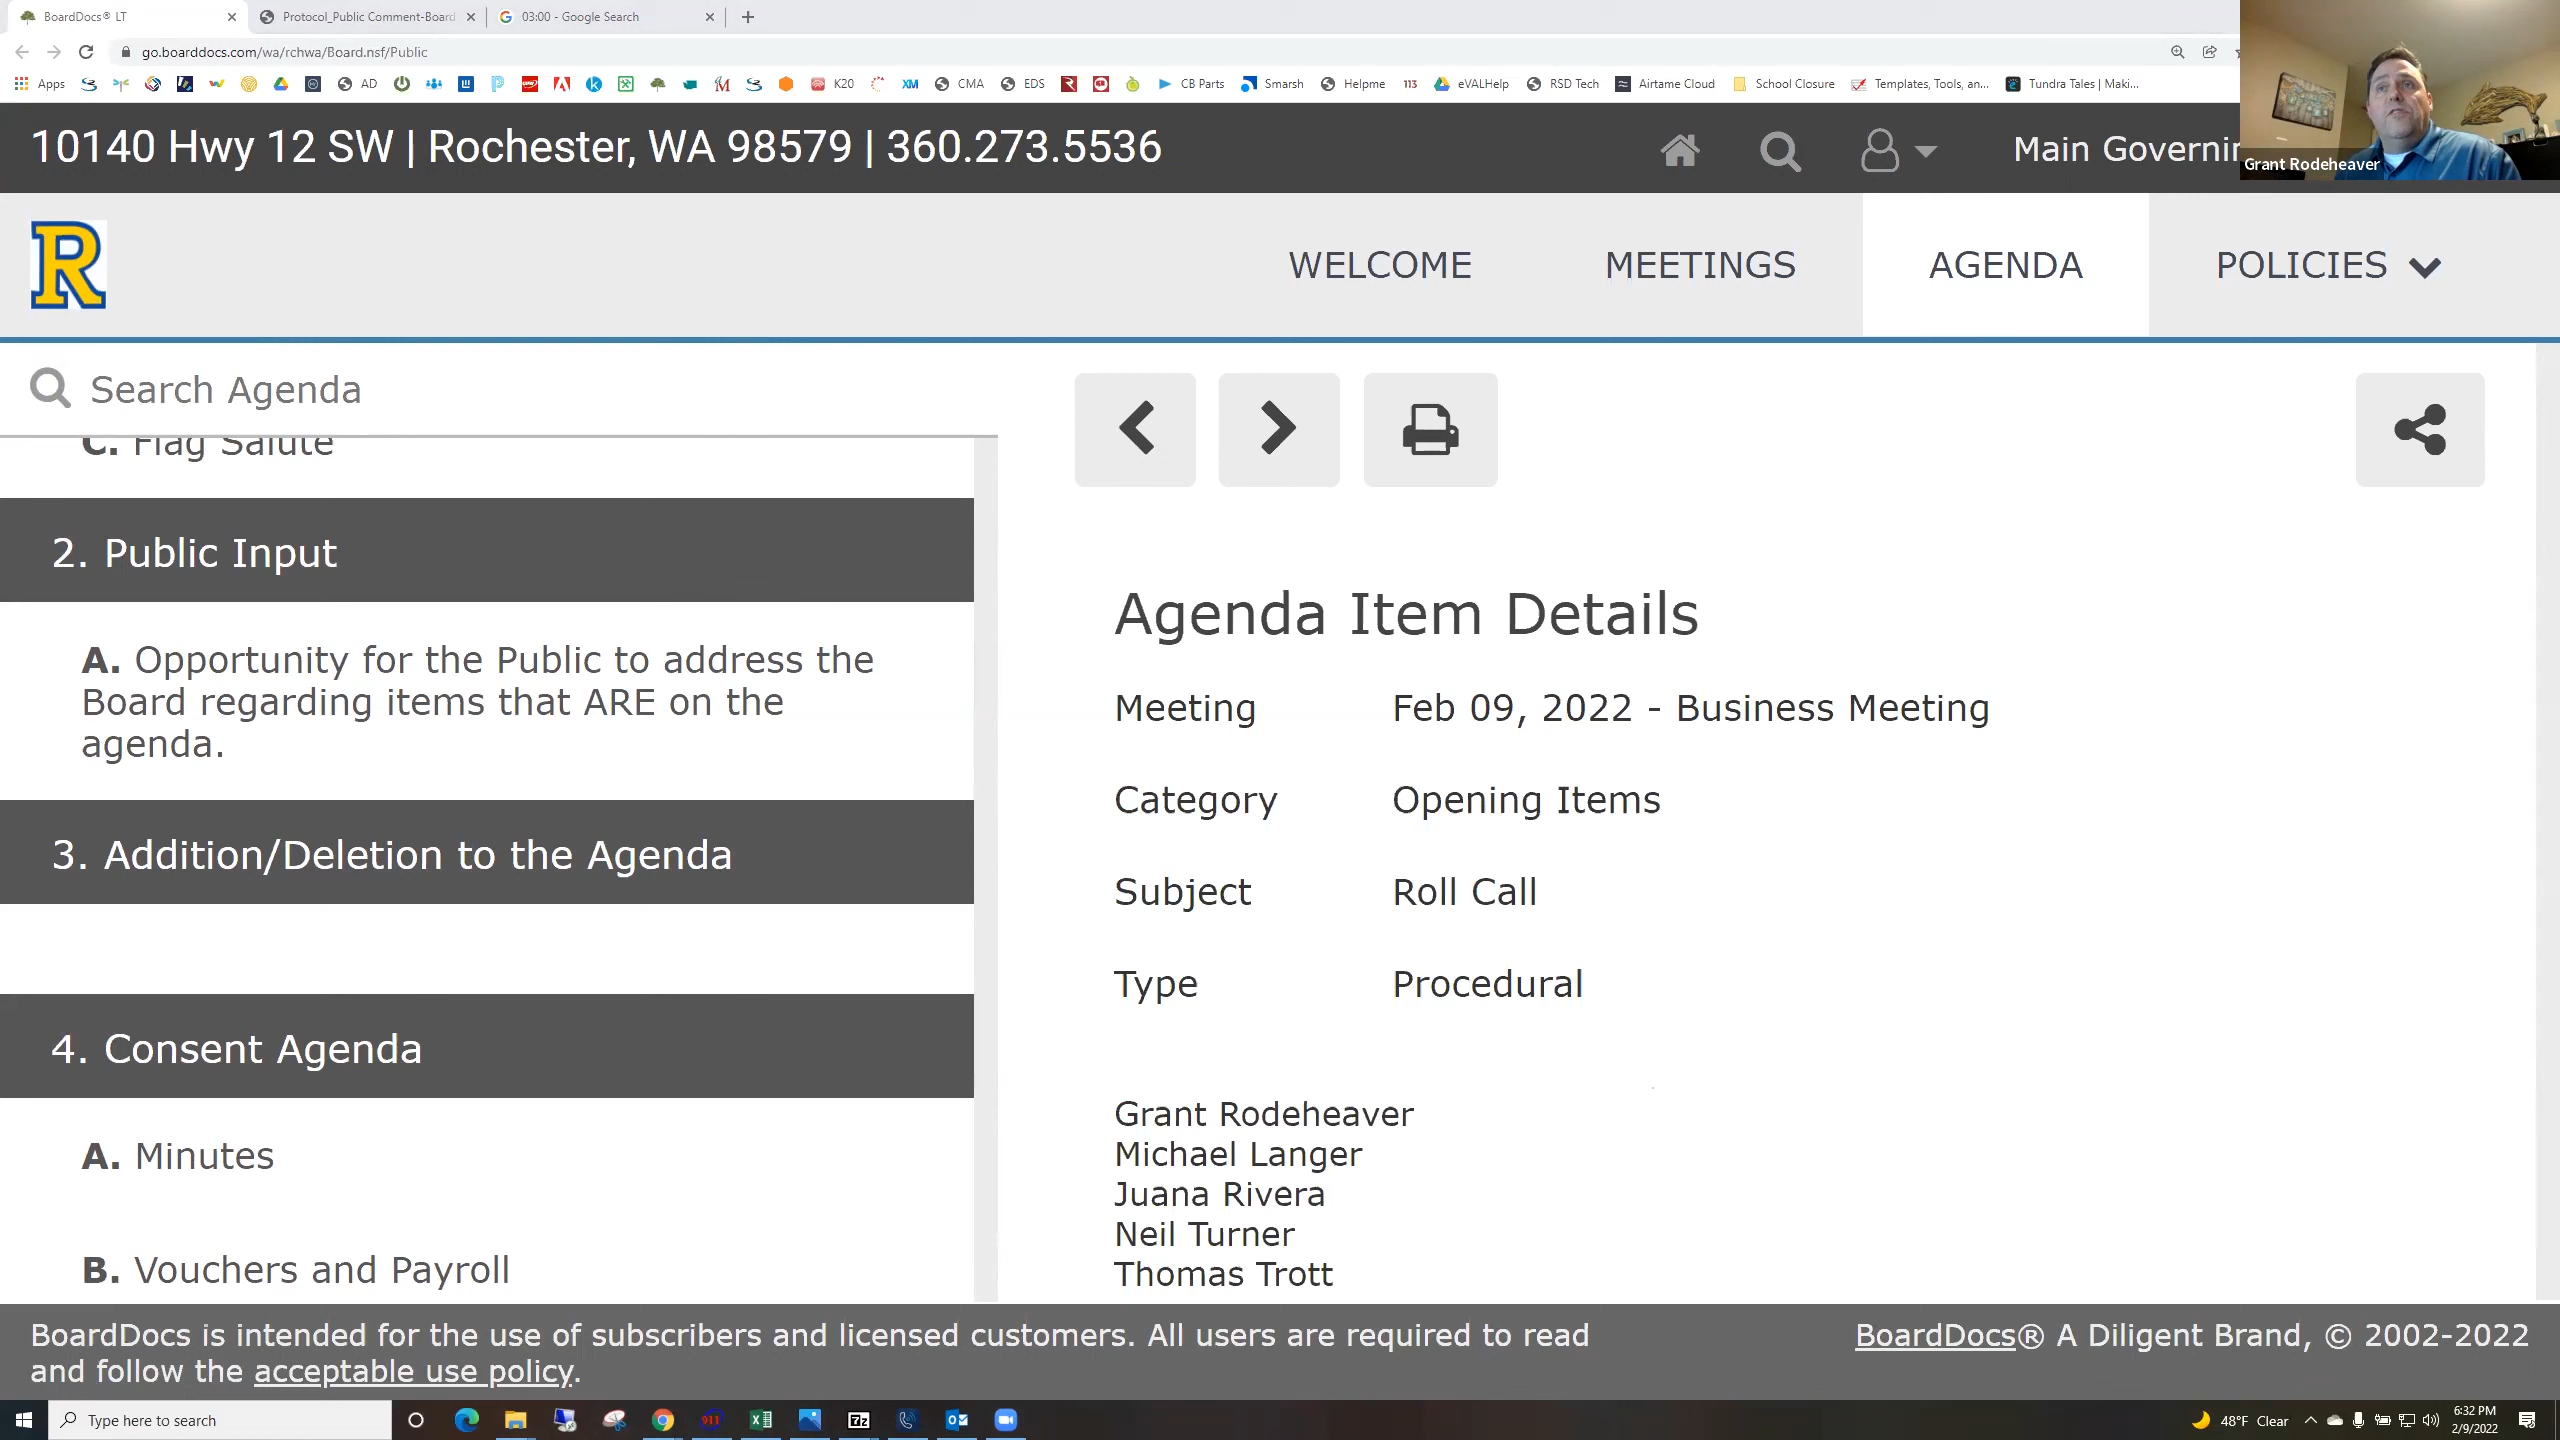 BoardDocs® LT
Protocol_Public Comment-Board
03:00 - Google Search
go.boarddocs.com/wa/rchwa/Board.nsf/Public
Apps
AD
K20
XM
CMA
EDS
CB Parts
Smarsh
Helpme
113
eVALHelp
RSD Tech
Airtame Cloud
School Closure
Templates, Tools, an...
Tundra Tales | Maki...
10140 Hwy 12 SW | Rochester, WA 98579 | 360.273.5536
Main Governin
Grant Rodeheaver
R
WELCOME
MEETINGS
AGENDA
POLICIES
Search Agenda
C. Flag Salute
2. Public Input
A. Opportunity for the Public to address the
Board regarding items that ARE on the
agenda.
3. Addition/Deletion to the Agenda
4. Consent Agenda
A. Minutes
B. Vouchers and Payroll
Agenda Item Details
Meeting Feb 09, 2022 - Business Meeting
Category Opening Items
Subject Roll Call
Type Procedural
Grant Rodeheaver
Michael Langer
Juana Rivera
Neil Turner
Thomas Trott
BoardDocs is intended for the use of subscribers and licensed customers. All users are required to read
and follow the acceptable use policy.
BoardDocs® A Diligent Brand, © 2002-2022
Type here to search
911
7z
48°F Clear
6:32 PM
2/9/2022